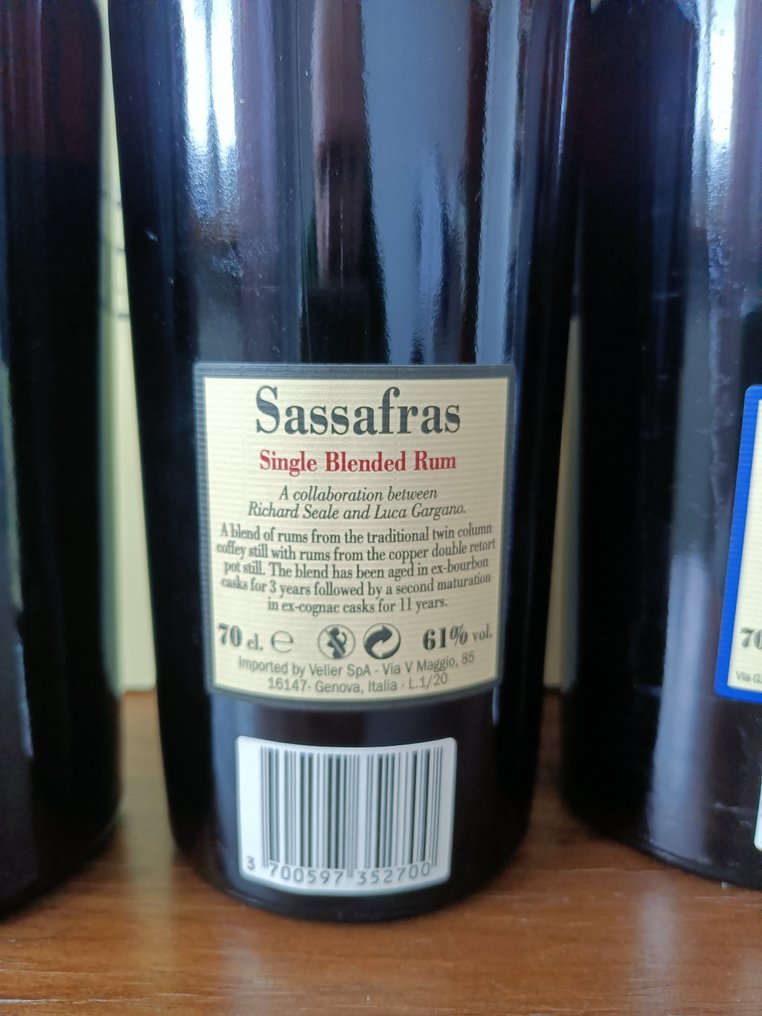 Sassafras
Single Blended Rum
A collaboration between
Richard Seale and Luca Gargano.
A blend of rums from the traditional twin column
coffey still with rums from the copper double retort
pot still. The blend has been aged in ex-bourbon
casks for 3 years followed by a second maturation
in ex-cognac casks for 11 years.
70 cl. ℮ 61% vol.
Imported by Velier SpA - Via V Maggio, 85
16147- Genova, Italia - L.1/20
3 700597 352700
70
Via G.